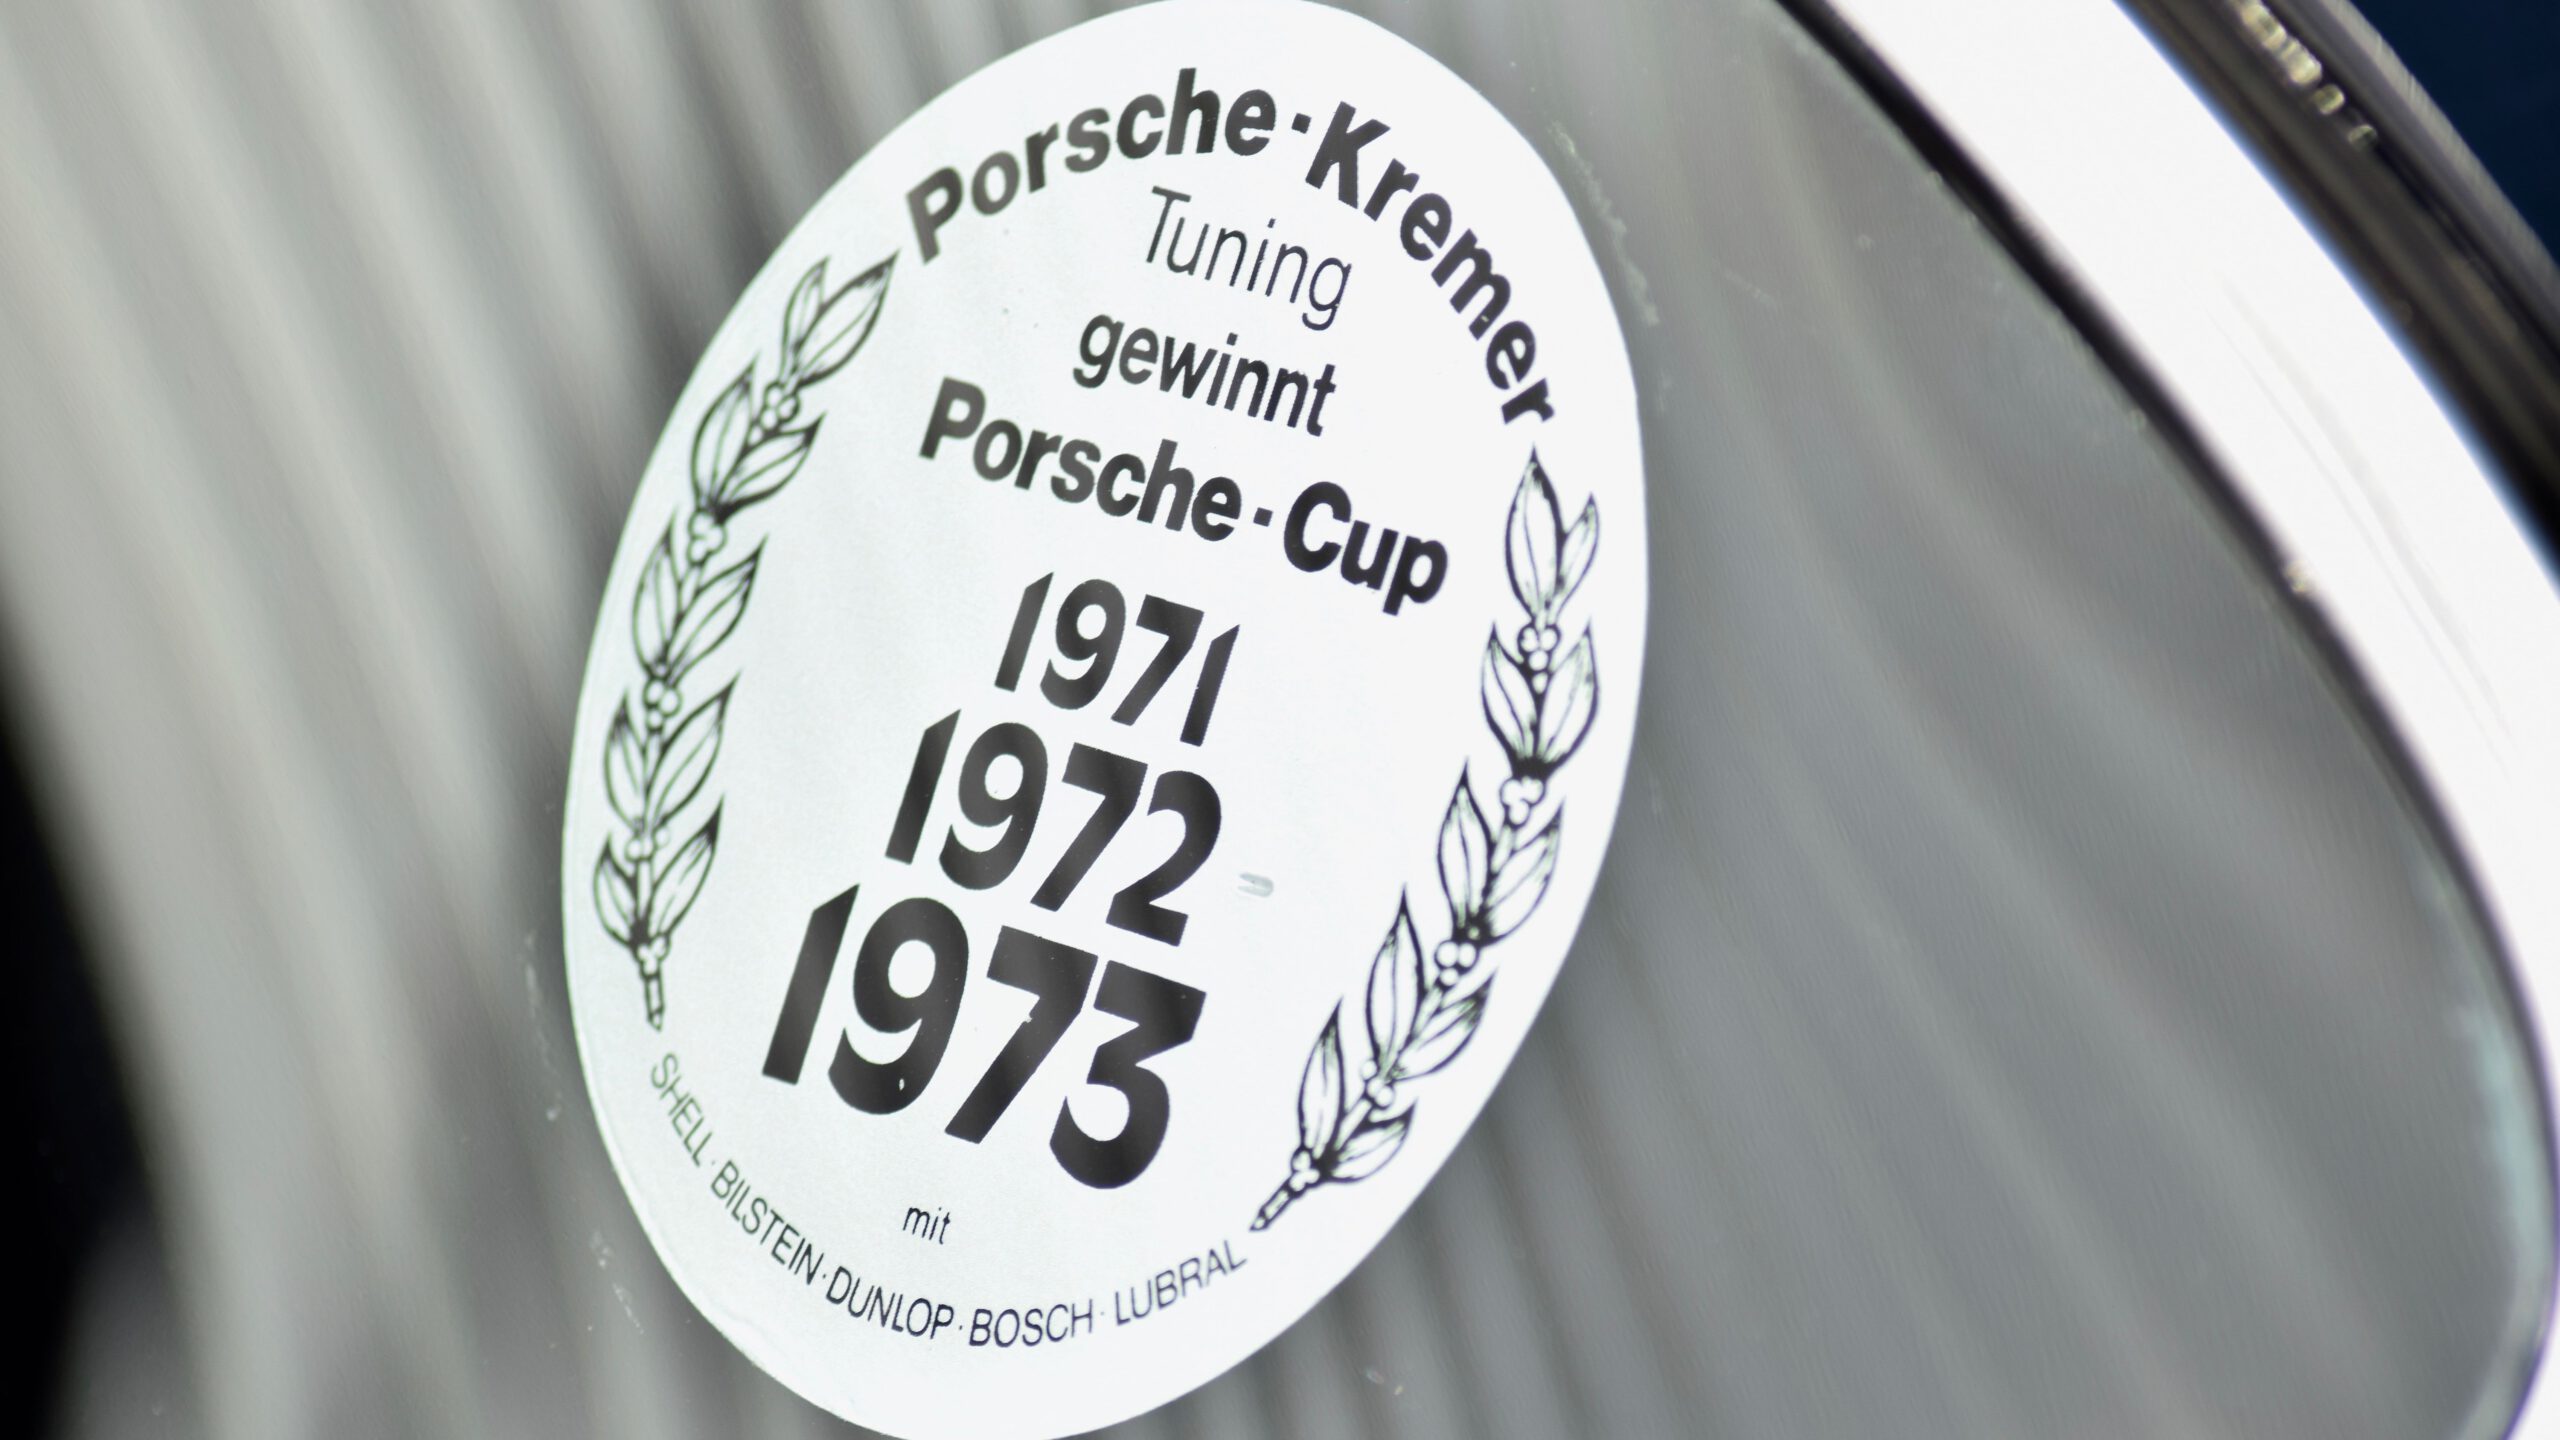 Porsche·Kremer
Tuning
gewinnt
Porsche·Cup
1971
1972
1973
mit
SHELL·BILSTEIN·DUNLOP·BOSCH·LUBRAL